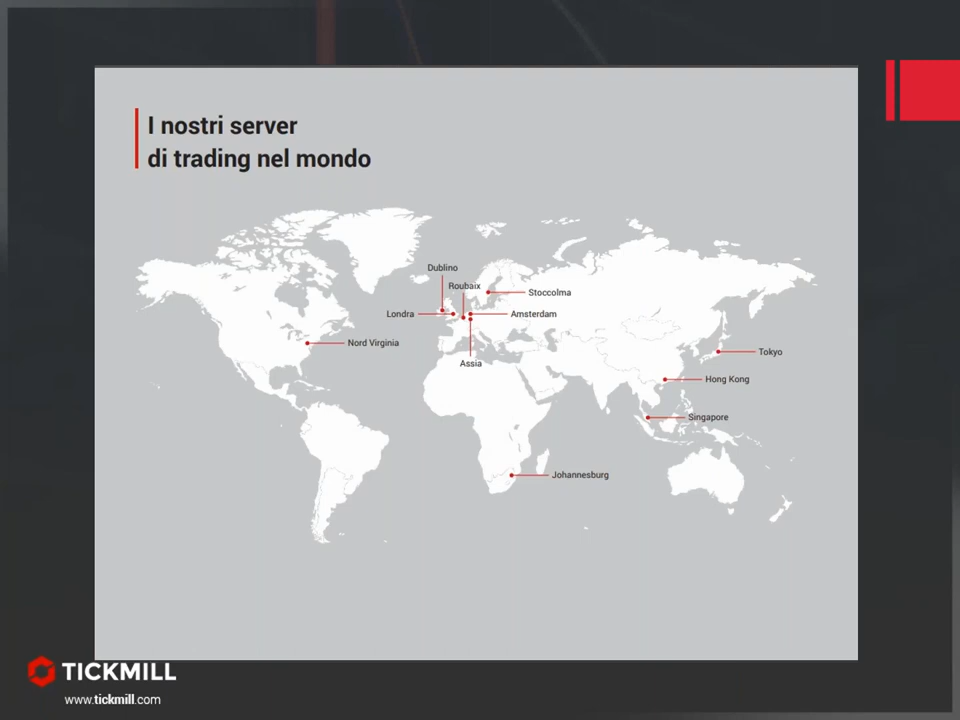 I nostri server
di trading nel mondo
Dublino
Roubaix
Stoccolma
Londra
Amsterdam
Nord Virginia
Tokyo
Assia
Hong Kong
Singapore
Johannesburg
TICKMILL
www.tickmill.com